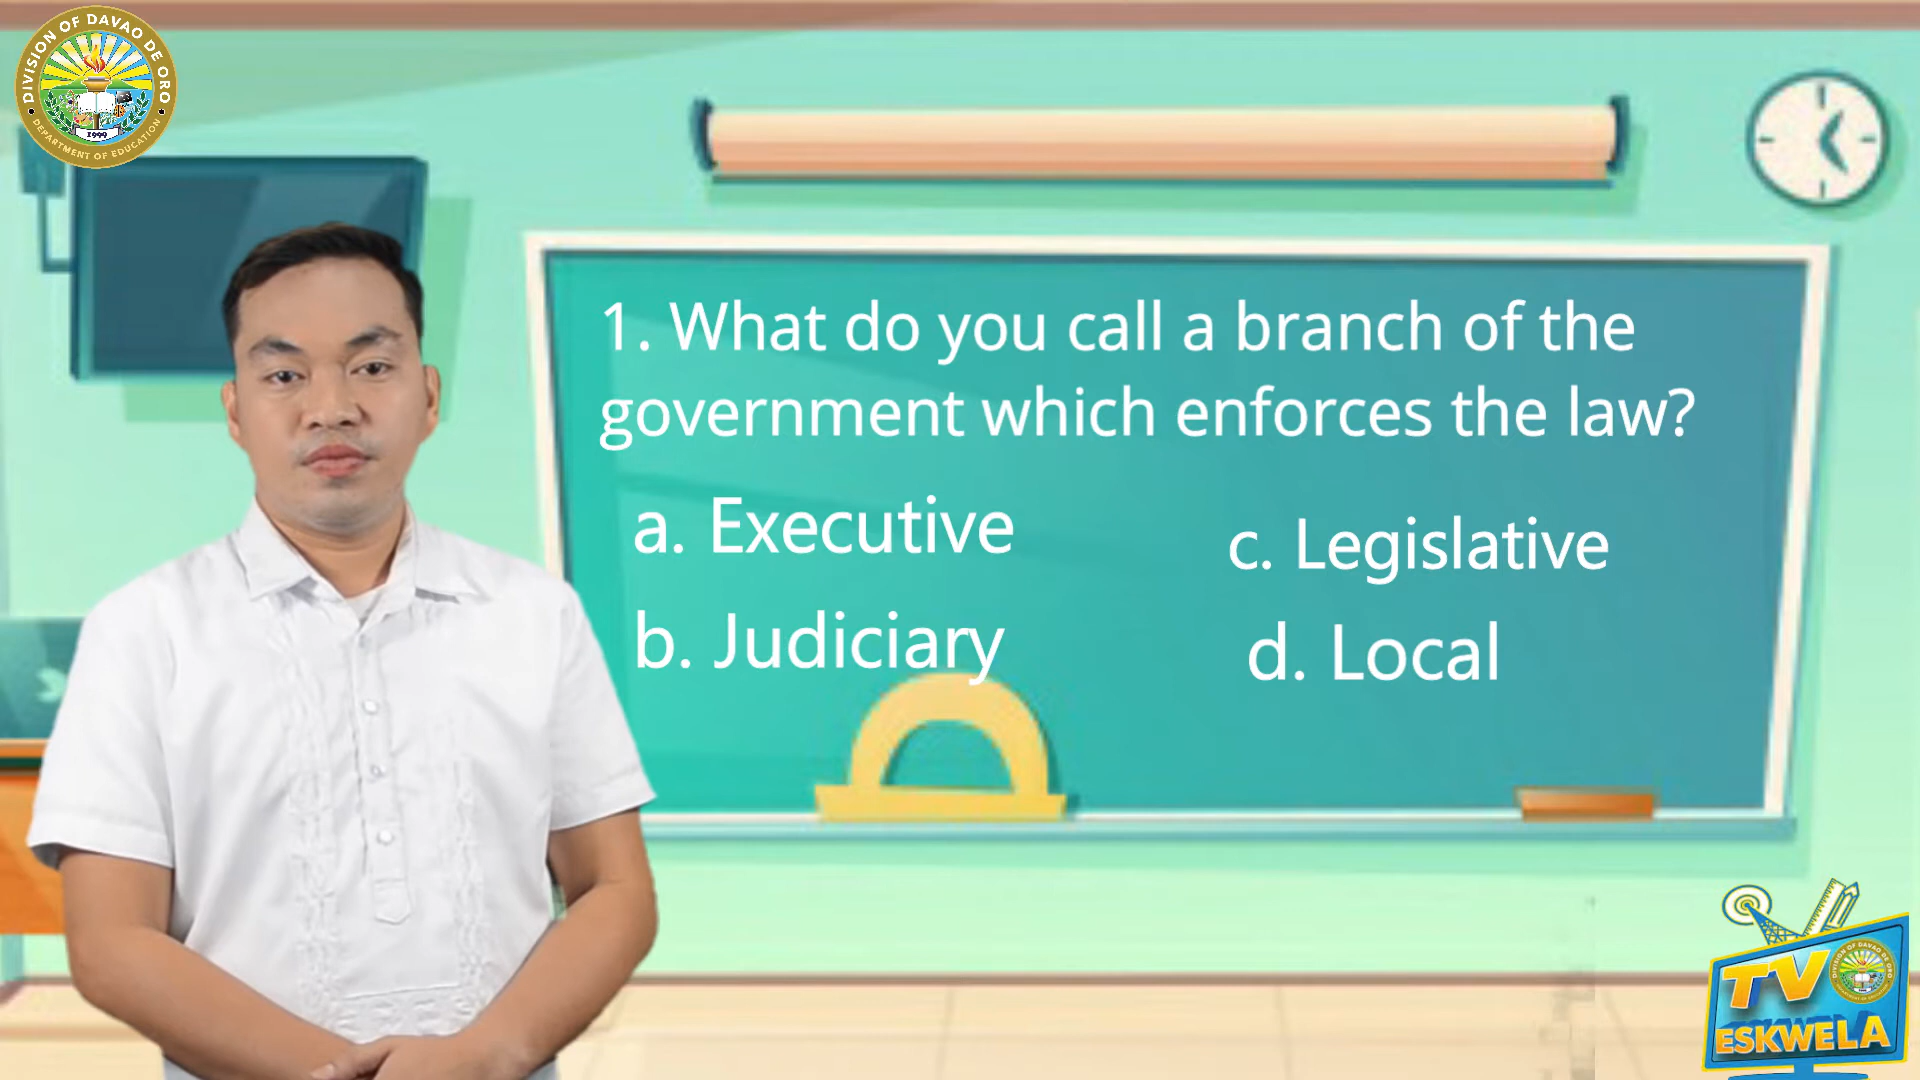 DIVISION OF DAVAO DE ORO
DEPARTMENT OF EDUCATION
1999
1. What do you call a branch of the
government which enforces the law?
a. Executive
c. Legislative
b. Judiciary
d. Local
TV
ESKWELA